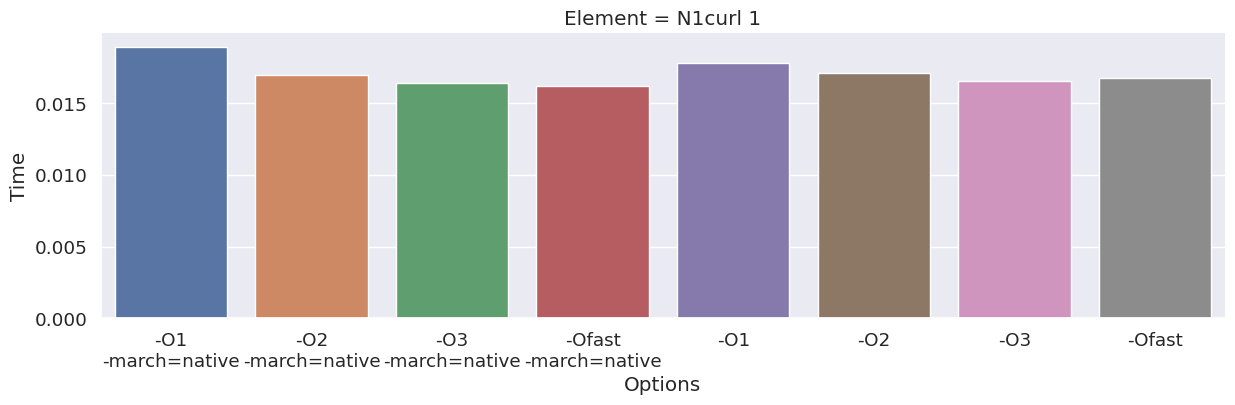 Element = N1curl 1
Time
0.015
0.010
0.005
0.000
-O1 -O2 -O3 -Ofast -O1 -O2 -O3 -Ofast
-march=native -march=native -march=native -march=native
Options